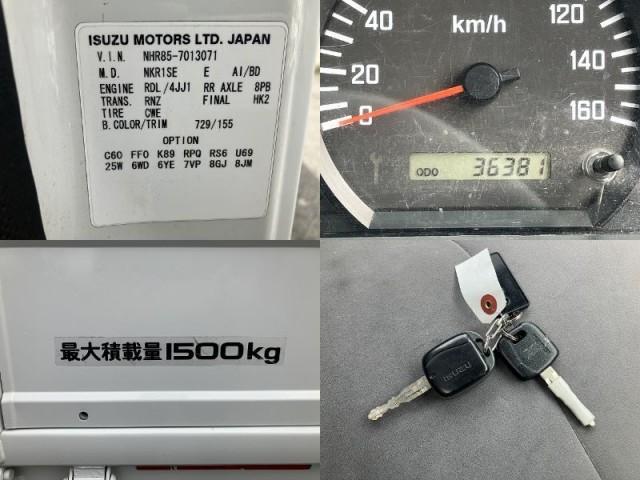 ISUZU MOTORS LTD. JAPAN
V.I.N. NHR85-7013071
M.D. NKR1SE E AI/BD
ENGINE RDL/4JJ1 RR AXLE 8PB
TRANS. RNZ FINAL HK2
TIRE CWE
B.COLOR/TRIM 729/155
OPTION
C60 FF0 K89 RPQ RS6 U69
25W 6WD 6YE 7VP 8GJ 8JM
40 km/h 120
20 140
0 160
ODO 36381
最大積載量1500kg
ISUZU